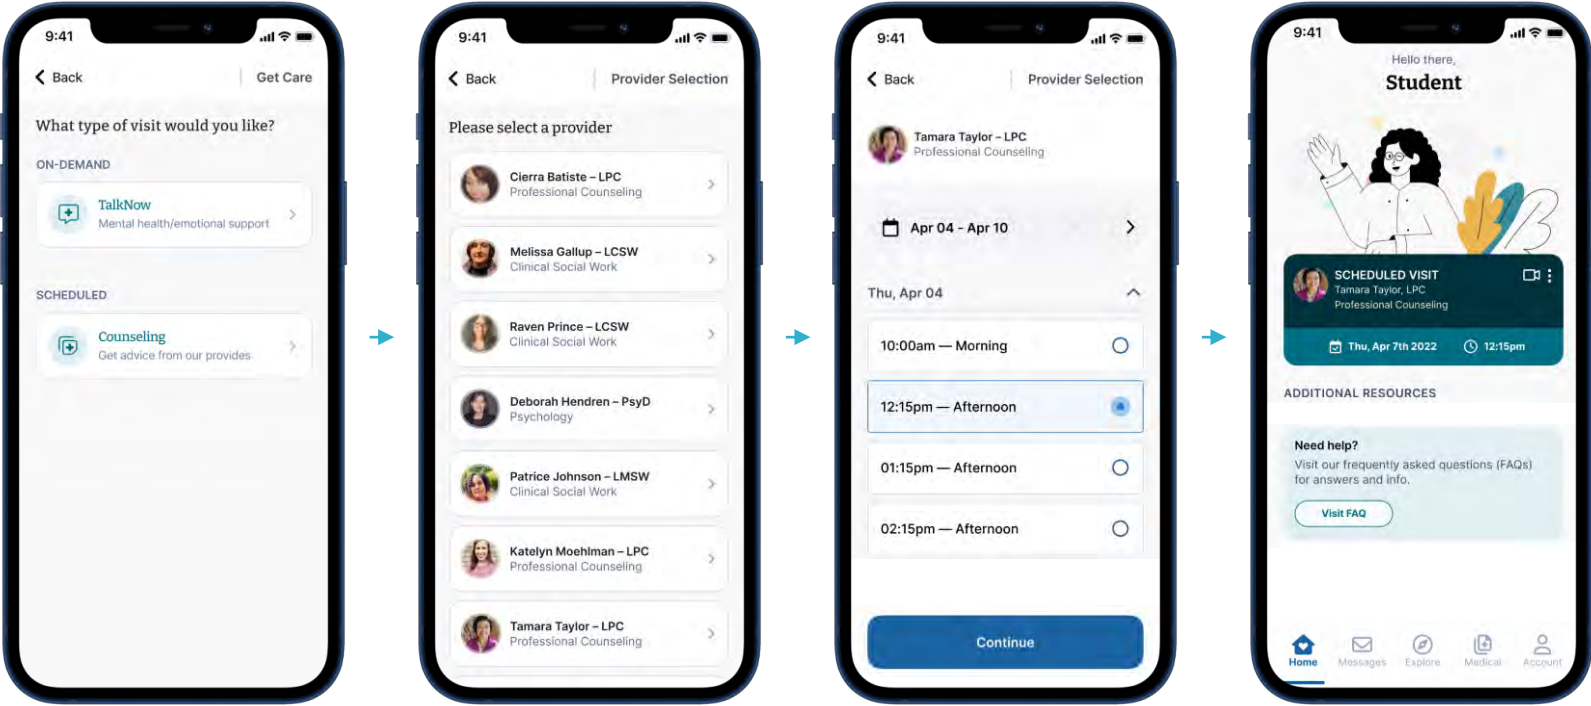 9:41
Back
Get Care
What type of visit would you like?
ON-DEMAND
TalkNow
Mental health/emotional support
SCHEDULED
Counseling
Get advice from our provides
9:41
Back
Provider Selection
Please select a provider
Cierra Batiste – LPC
Professional Counseling
Melissa Gallup – LCSW
Clinical Social Work
Raven Prince – LCSW
Clinical Social Work
Deborah Hendren – PsyD
Psychology
Patrice Johnson – LMSW
Clinical Social Work
Katelyn Moehlman – LPC
Professional Counseling
Tamara Taylor – LPC
Professional Counseling
9:41
Back
Provider Selection
Tamara Taylor – LPC
Professional Counseling
Apr 04 - Apr 10
Thu, Apr 04
10:00am — Morning
12:15pm — Afternoon
01:15pm — Afternoon
02:15pm — Afternoon
Continue
9:41
Hello there,
Student
SCHEDULED VISIT
Tamara Taylor, LPC
Professional Counseling
Thu, Apr 7th 2022
12:15pm
ADDITIONAL RESOURCES
Need help?
Visit our frequently asked questions (FAQs)
for answers and info.
Visit FAQ
Home
Messages
Explore
Medical
Account